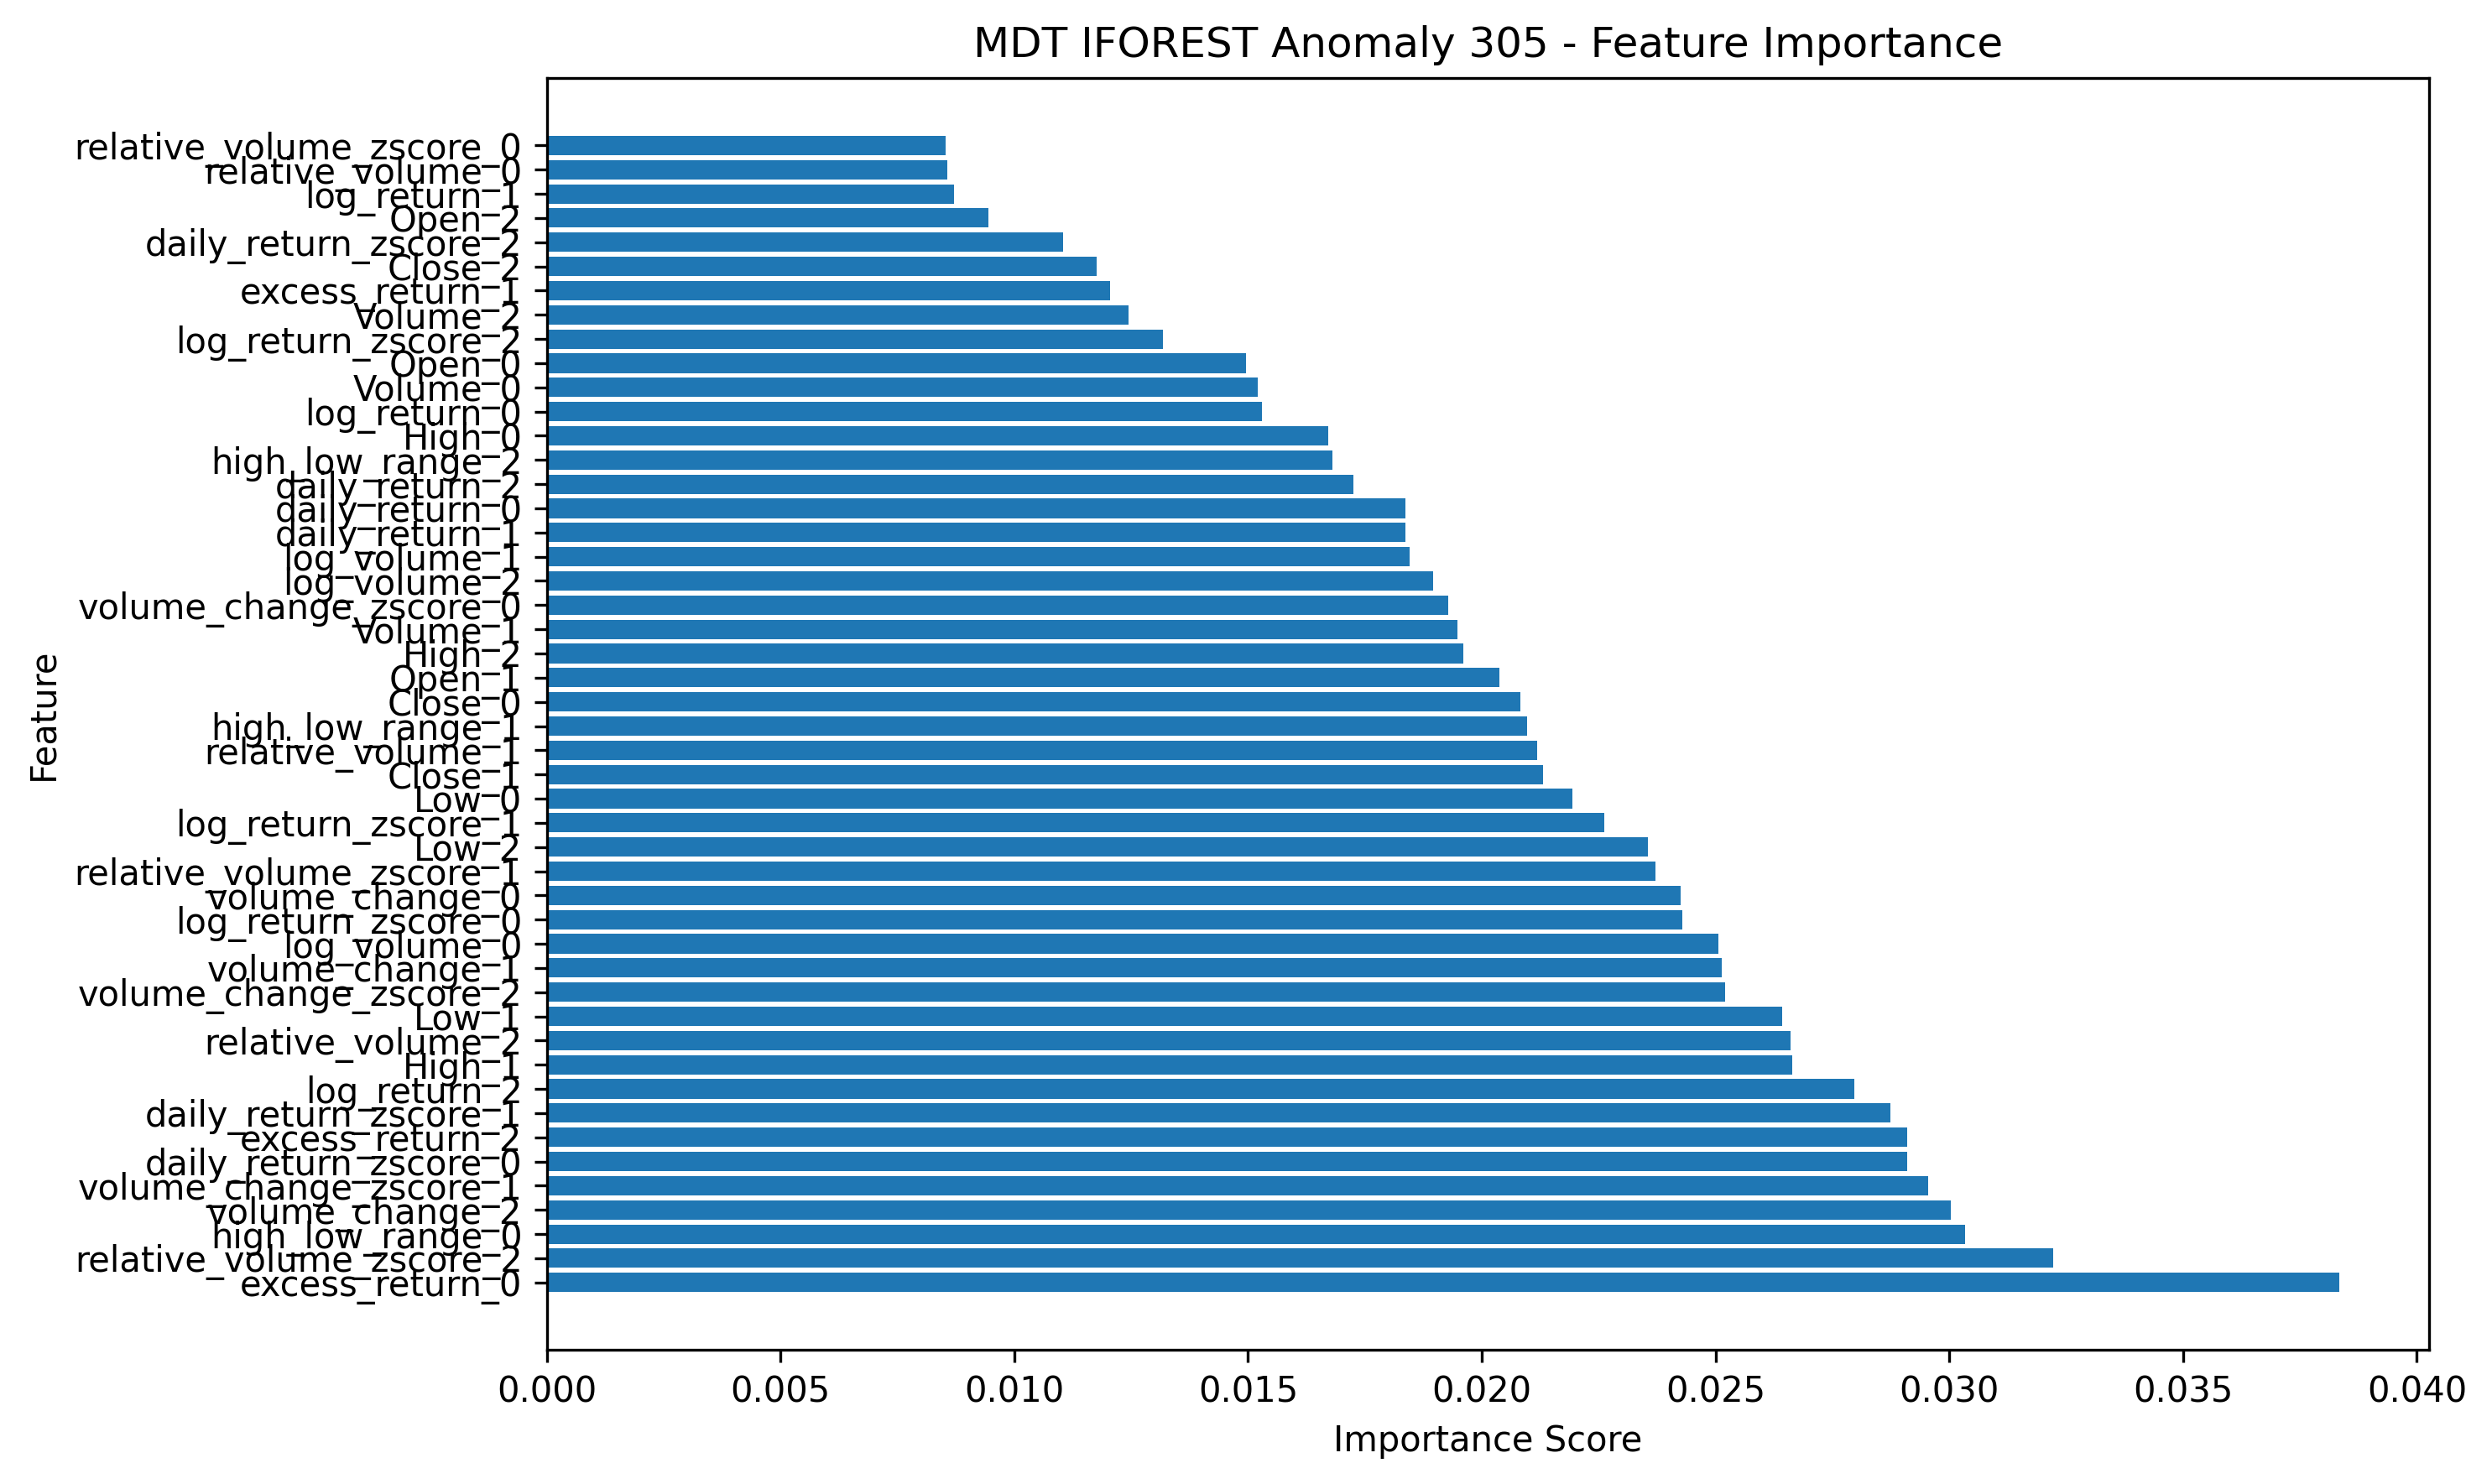 MDT IFOREST Anomaly 305 - Feature Importance
relative_volume_zscore_0
relative_volume_0
log_return_1
Open_2
daily_return_zscore_2
Close_2
excess_return_1
Volume_2
log_return_zscore_2
Open_0
Volume_0
log_return_0
High_0
high_low_range_2
daily_return_2
daily_return_0
daily_return_1
log_volume_1
log_volume_2
volume_change_zscore_0
Volume_1
High_2
Open_1
Close_0
high_low_range_1
relative_volume_1
Close_1
Low_0
log_return_zscore_1
Low_2
relative_volume_zscore_1
volume_change_0
log_return_zscore_0
log_volume_0
volume_change_1
volume_change_zscore_2
Low_1
relative_volume_2
High_1
log_return_2
daily_return_zscore_1
excess_return_2
daily_return_zscore_0
volume_change_zscore_1
volume_change_2
high_low_range_0
relative_volume_zscore_2
excess_return_0
Feature
0.000 0.005 0.010 0.015 0.020 0.025 0.030 0.035 0.040
Importance Score